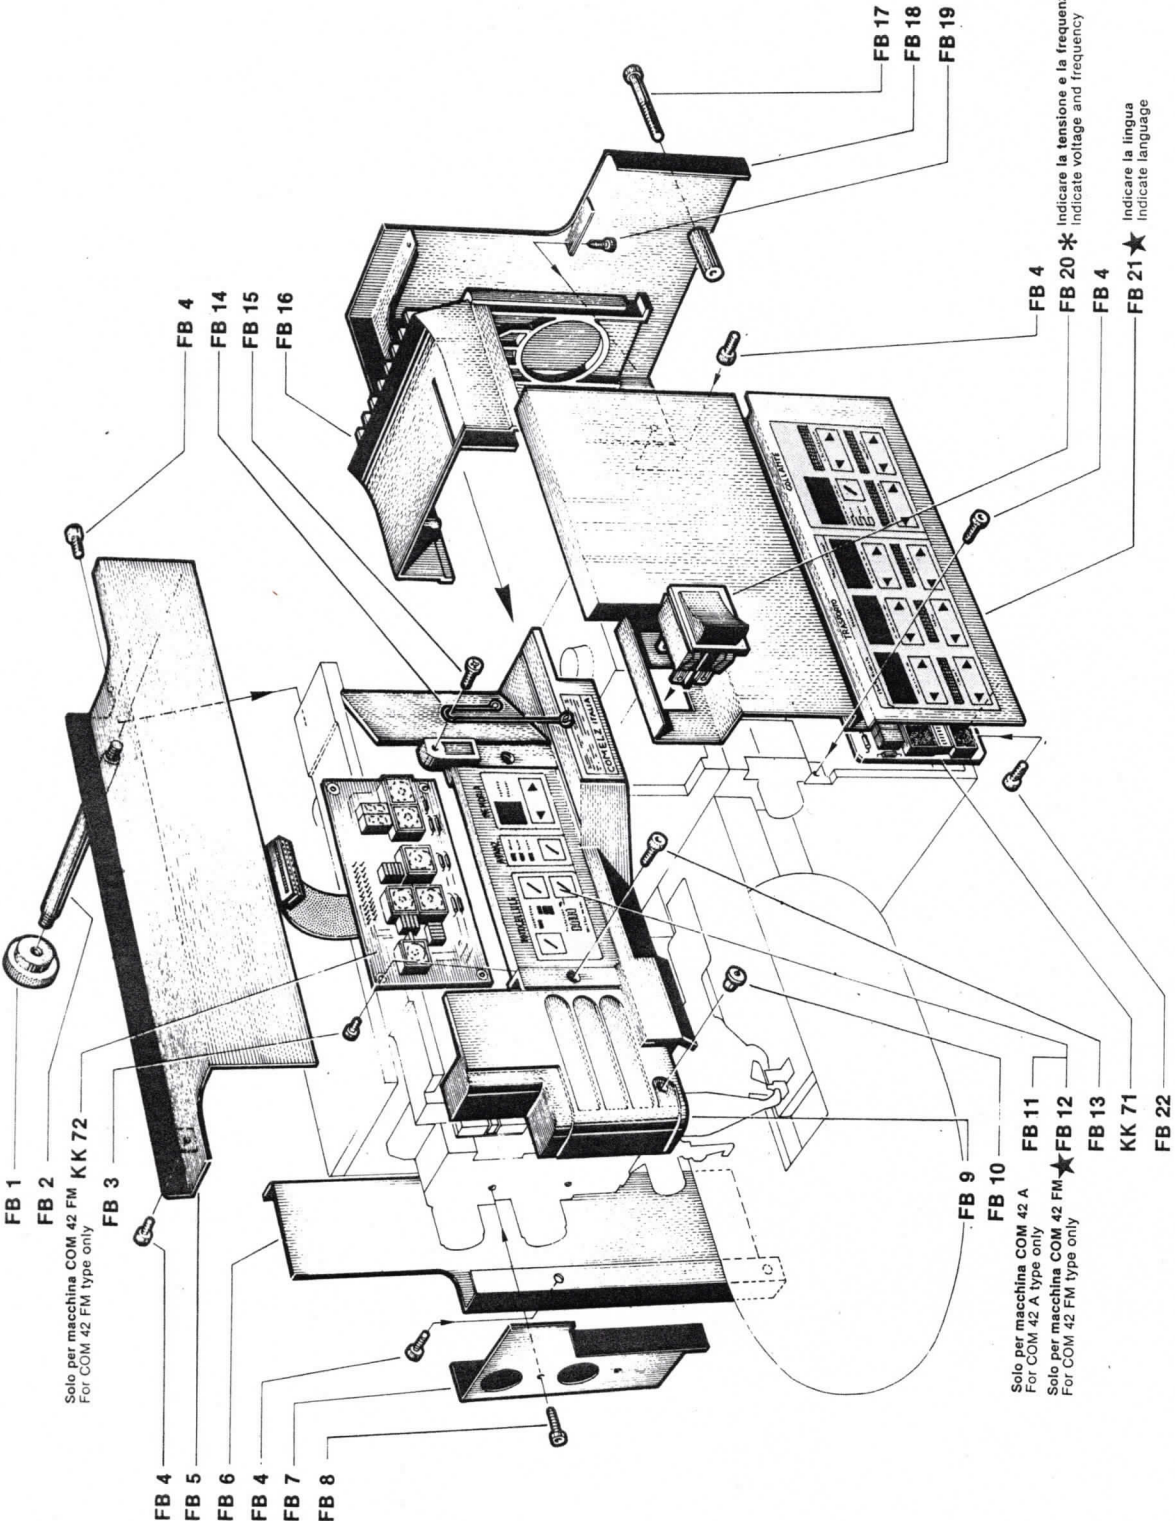 FB 1
FB 2
Solo per macchina COM 42 FM
For COM 42 FM type only
KK 72
FB 3
FB 4
FB 5
FB 6
FB 4
FB 7
FB 8
FB 4
FB 14
FB 15
FB 16
FB 17
FB 18
FB 19
FB 4
FB 20 * Indicare la tensione e la
Indicate voltage and frequency
FB 4
FB 21 ★ Indicare la lingua
Indicate language
FB 9
FB 10
Solo per macchina COM 42 A
For COM 42 A type only
FB 11
Solo per macchina COM 42 FM ★ FB 12
For COM 42 FM type only
FB 13
KK 71
FB 22
COMELZ ITALIA
MEMORIA
COLLANTE